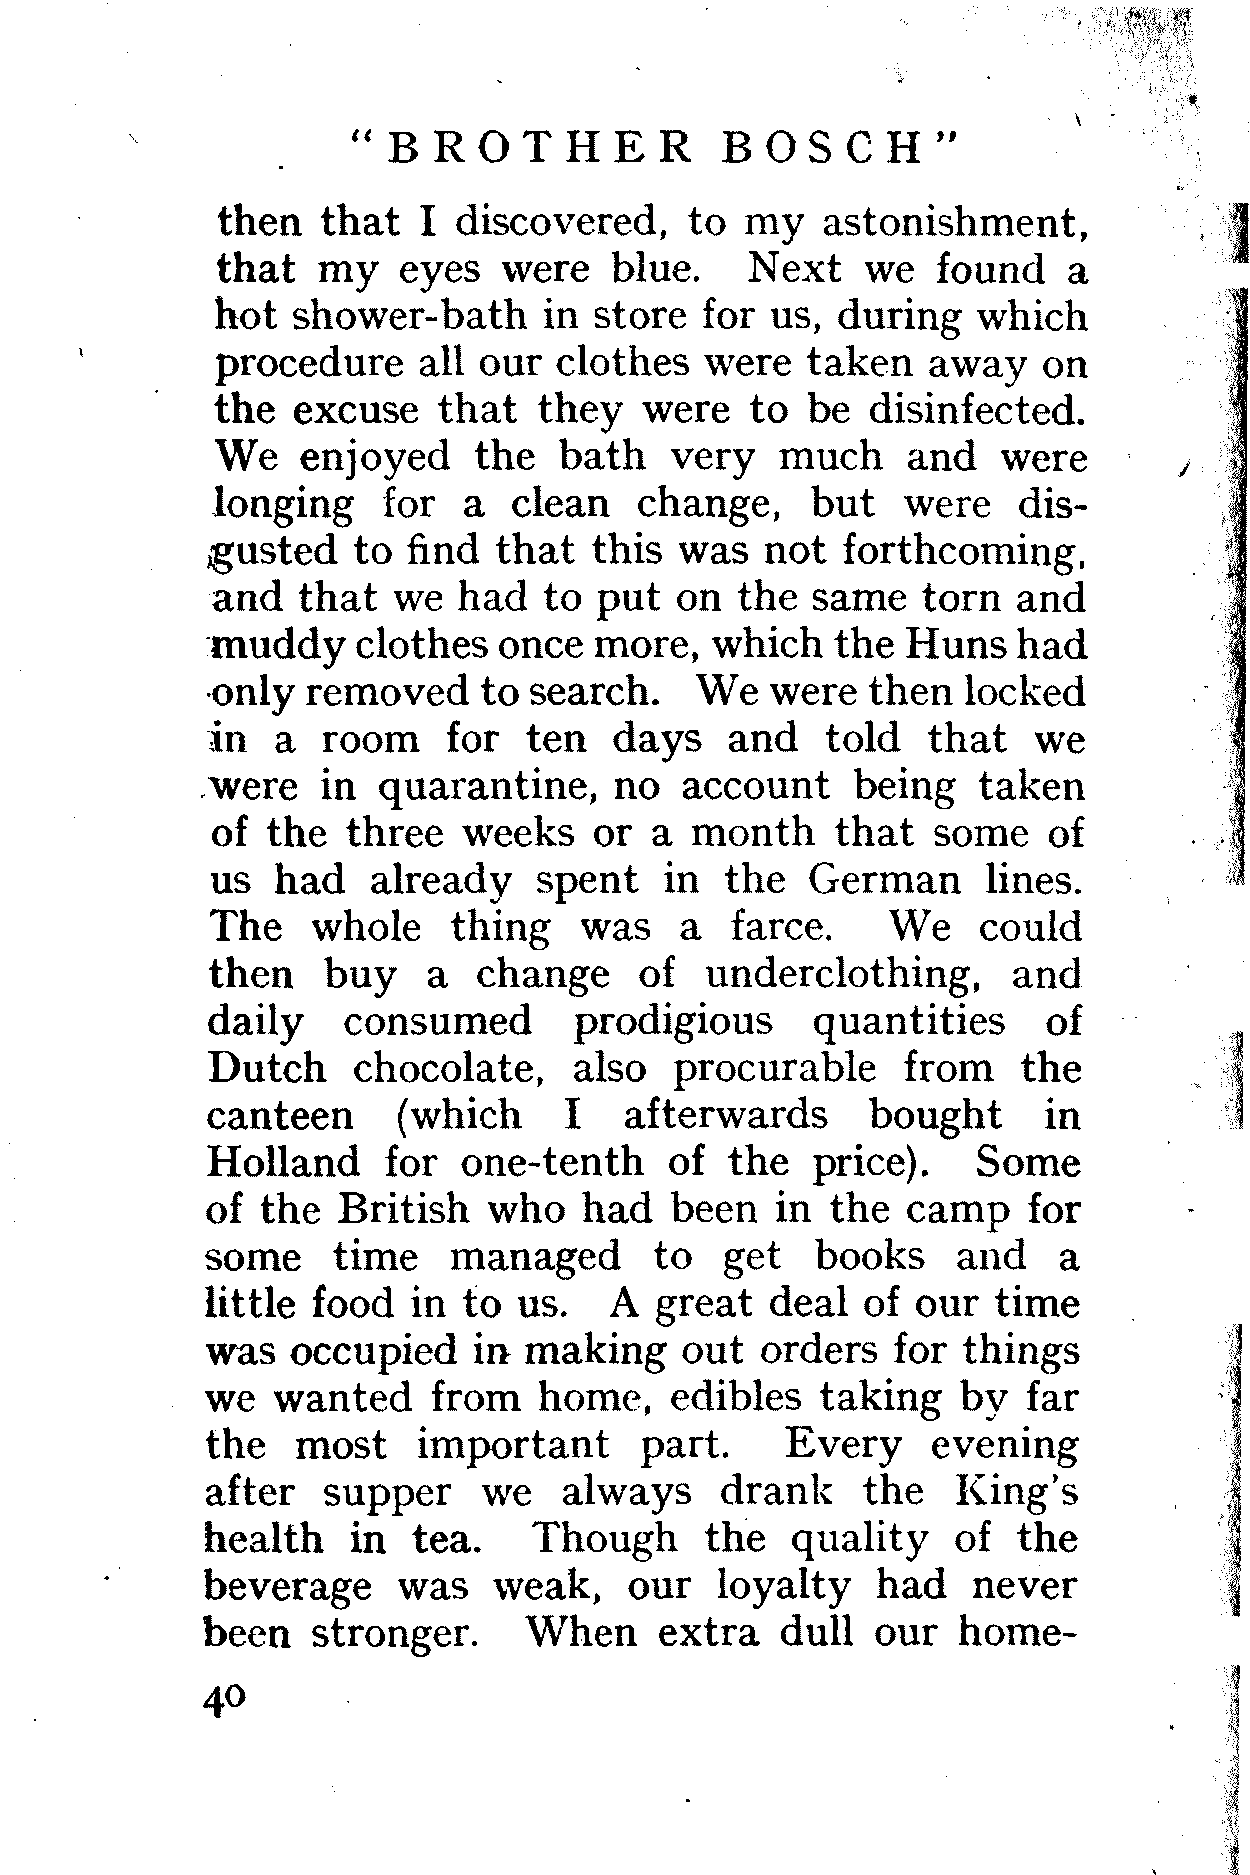 "BROTHER BOSCH"
then that I discovered, to my astonishment,
that my eyes were blue. Next we found a
hot shower-bath in store for us, during which
procedure all our clothes were taken away on
the excuse that they were to be disinfected.
We enjoyed the bath very much and were
longing for a clean change, but were dis-
gusted to find that this was not forthcoming,
and that we had to put on the same torn and
muddy clothes once more, which the Huns had
only removed to search. We were then locked
in a room for ten days and told that we
were in quarantine, no account being taken
of the three weeks or a month that some of
us had already spent in the German lines.
The whole thing was a farce. We could
then buy a change of underclothing, and
daily consumed prodigious quantities of
Dutch chocolate, also procurable from the
canteen (which I afterwards bought in
Holland for one-tenth of the price). Some
of the British who had been in the camp for
some time managed to get books and a
little food in to us. A great deal of our time
was occupied in making out orders for things
we wanted from home, edibles taking by far
the most important part. Every evening
after supper we always drank the King's
health in tea. Though the quality of the
beverage was weak, our loyalty had never
been stronger. When extra dull our home-
40